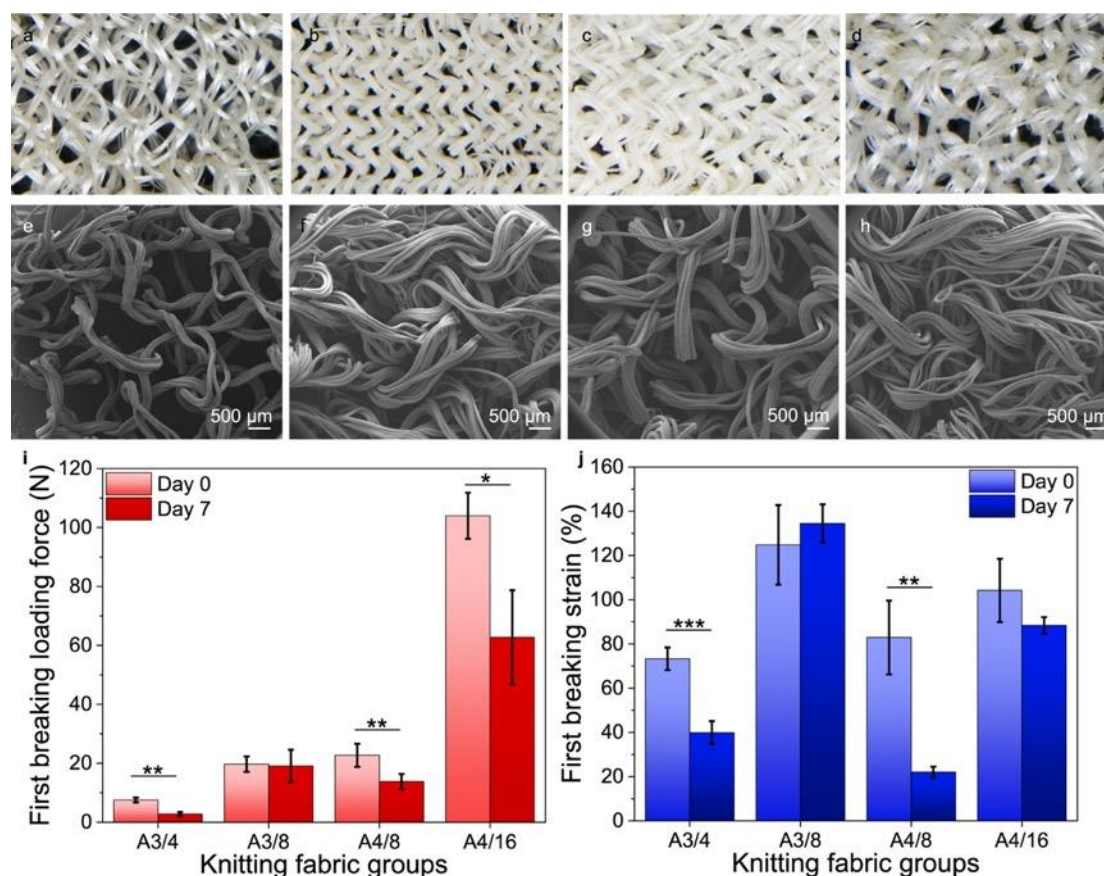 a
b
c
d
e
f
g
h
500 µm
500 µm
500 µm
500 µm
i
j
120
100
80
60
40
20
0
First breaking loading force (N)
Day 0
Day 7
**
**
*
A3/4
A3/8
A4/8
A4/16
Knitting fabric groups
160
140
120
100
80
60
40
20
0
First breaking strain (%)
Day 0
Day 7
***
**
A3/4
A3/8
A4/8
A4/16
Knitting fabric groups